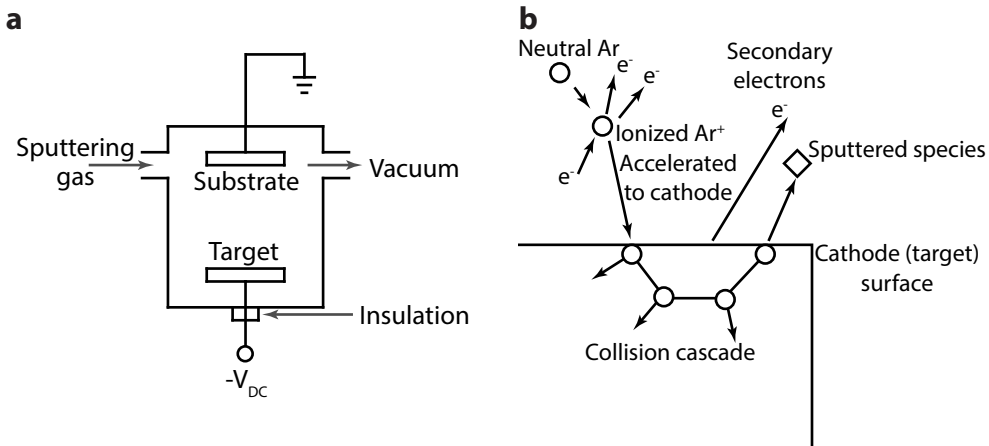 a
Sputtering
gas
Substrate
Vacuum
Target
Insulation
-V_DC
b
Neutral Ar
e-
e-
Secondary
electrons
e-
Ionized Ar+
Accelerated
to cathode
e-
Sputtered species
Cathode (target)
surface
Collision cascade